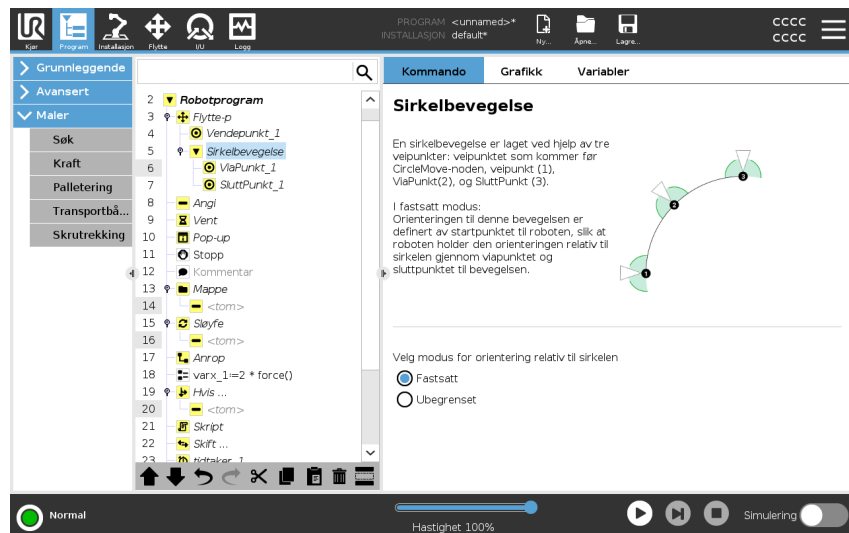 PROGRAM <unnamed>*
INSTALLASJON default*
Kjør
Program
Installasjon
Flytte
I/U
Logg
Ny...
Åpne...
Lagre...
cccc
cccc
Grunnleggende
Avansert
Maler
Søk
Kraft
Palletering
Transportbå...
Skrutrekking
2 Robotprogram
3 Flytte-p
4 Vendepunkt_1
5 Sirkelbevegelse
6 ViaPunkt_1
7 SluttPunkt_1
8 Angi
9 Vent
10 Pop-up
11 Stopp
12 Kommentar
13 Mappe
14 <tom>
15 Sløyfe
16 <tom>
17 Anrop
18 varx_1:=2 * force()
19 Hvis ...
20 <tom>
21 Skript
22 Skift ...
23 tidtaker_1
Kommando
Grafikk
Variabler
Sirkelbevegelse
En sirkelbevegelse er laget ved hjelp av tre
veipunkter: veipunktet som kommer før
CircleMove-noden, veipunkt (1),
ViaPunkt(2), og SluttPunkt (3).
I fastsatt modus:
Orienteringen til denne bevegelsen er
definert av startpunktet til roboten, slik at
roboten holder den orienteringen relativ til
sirkelen gjennom viapunktet og
sluttpunktet til bevegelsen.
1
2
3
Velg modus for orientering relativ til sirkelen
Fastsatt
Ubegrenset
Normal
Hastighet 100%
Simulering